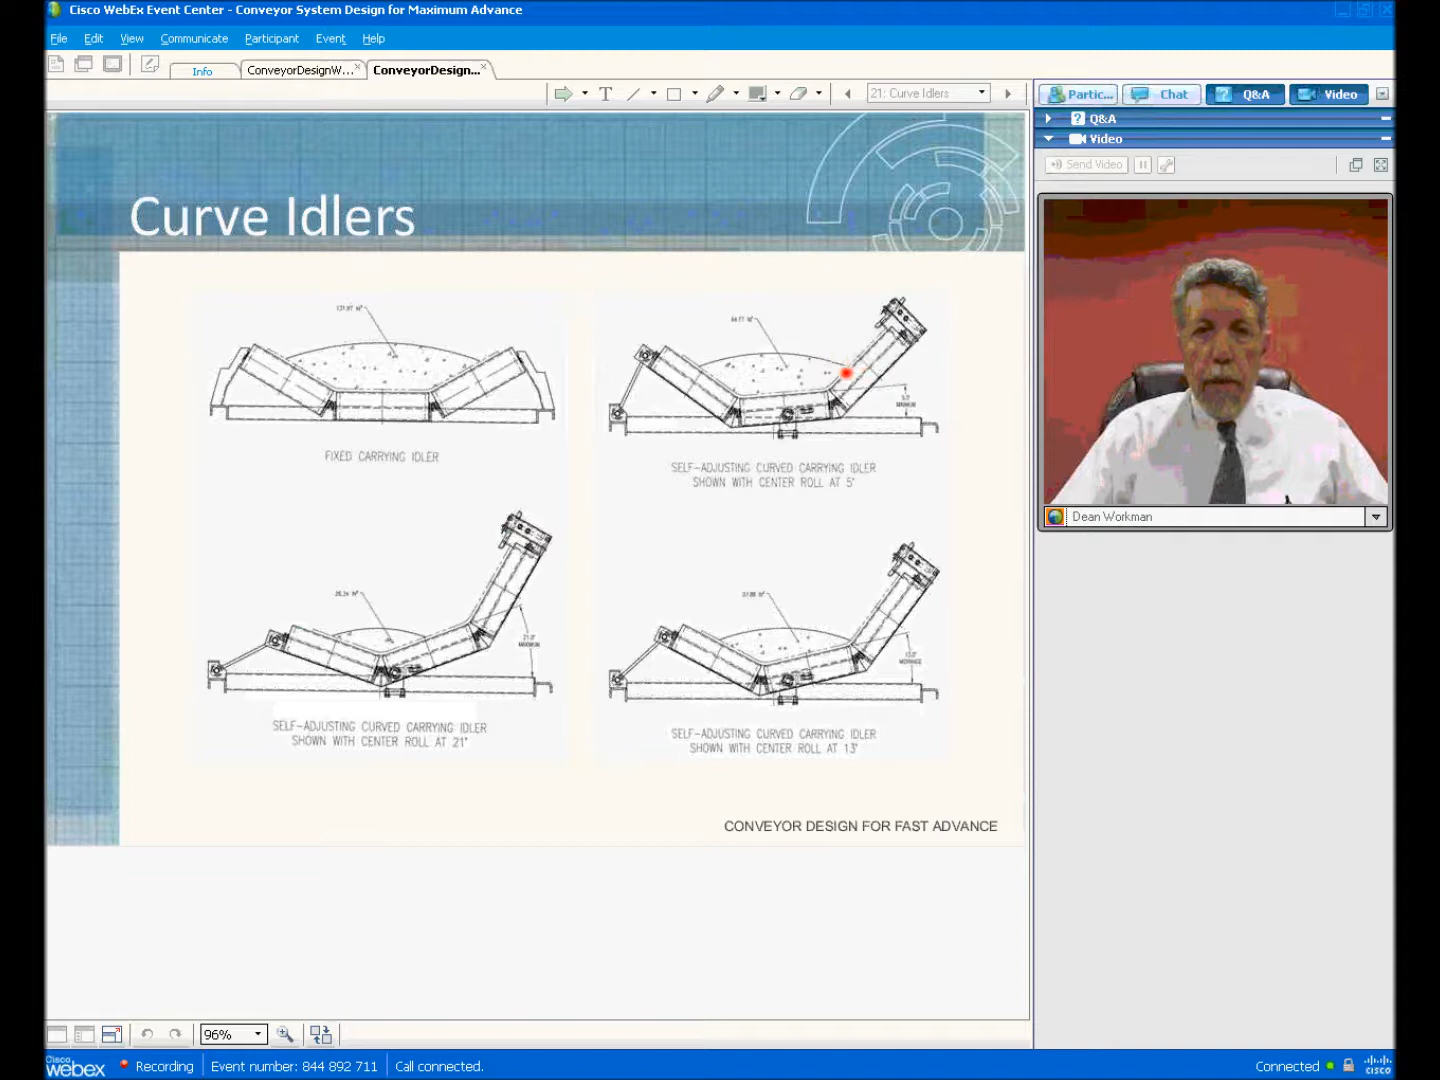 Cisco WebEx Event Center - Conveyor System Design for Maximum Advance
File Edit View Communicate Participant Event Help
Info ConveyorDesignW... ConveyorDesign...
T 21: Curve Idlers
Partic... Chat Q&A Video
Q&A
Video
Send Video
Curve Idlers
FIXED CARRYING IDLER
SELF-ADJUSTING CURVED CARRYING IDLER
SHOWN WITH CENTER ROLL AT 5°
MINIMUM
SELF-ADJUSTING CURVED CARRYING IDLER
SHOWN WITH CENTER ROLL AT 21°
MAXIMUM
SELF-ADJUSTING CURVED CARRYING IDLER
SHOWN WITH CENTER ROLL AT 13°
CONVEYOR DESIGN FOR FAST ADVANCE
Dean Workman
96%
Cisco webex Recording Event number: 844 892 711 Call connected. Connected CISCO